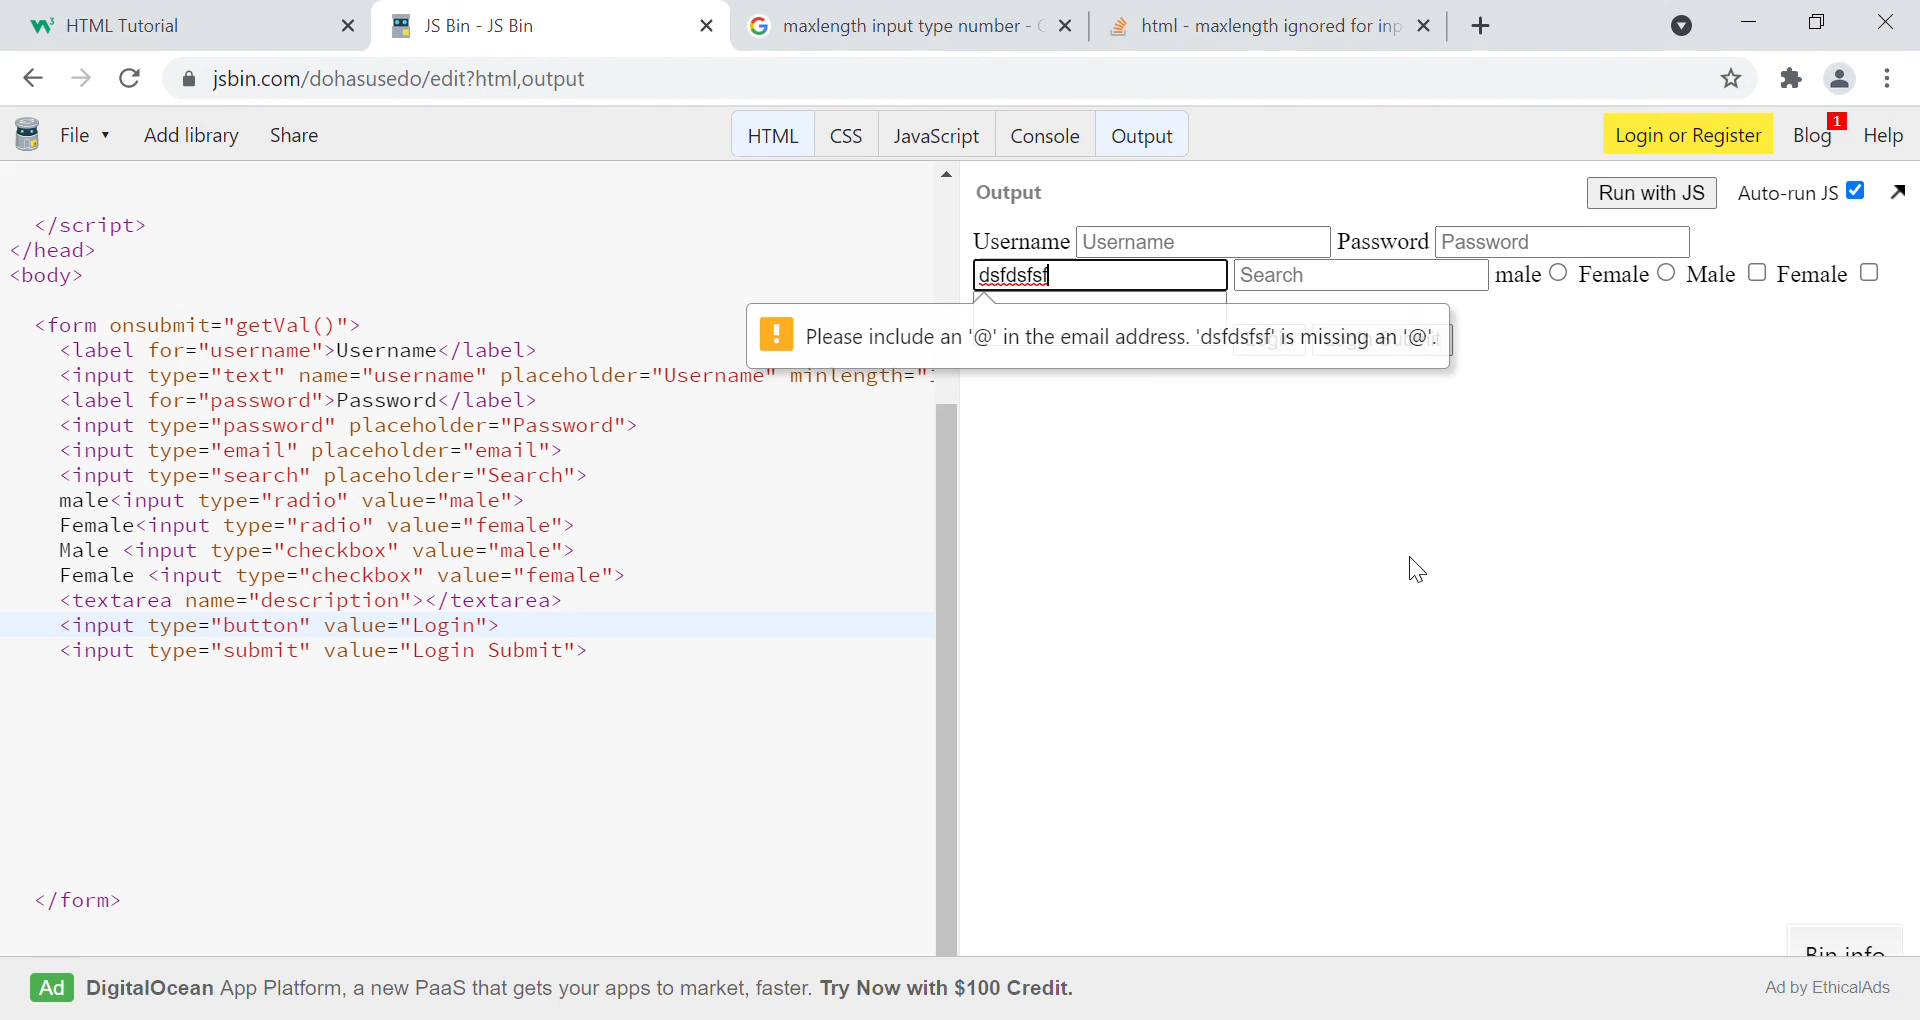 HTML Tutorial
JS Bin - JS Bin
maxlength input type number -
html - maxlength ignored for inp
jsbin.com/dohasusedo/edit?html,output
File
Add library
Share
HTML
CSS
JavaScript
Console
Output
Login or Register
Blog
1
Help
</script>
</head>
<body>
<form onsubmit="getVal()">
<label for="username">Username</label>
<input type="text" name="username" placeholder="Username" minlength="
<label for="password">Password</label>
<input type="password" placeholder="Password">
<input type="email" placeholder="email">
<input type="search" placeholder="Search">
male<input type="radio" value="male">
Female<input type="radio" value="female">
Male <input type="checkbox" value="male">
Female <input type="checkbox" value="female">
<textarea name="description"></textarea>
<input type="button" value="Login">
<input type="submit" value="Login Submit">
</form>
Output
Run with JS
Auto-run JS
Username Username Password Password
dsfdsfsf Search male Female Male Female
Please include an '@' in the email address. 'dsfdsfsf' is missing an '@'.
Bin info
Ad DigitalOcean App Platform, a new PaaS that gets your apps to market, faster. Try Now with $100 Credit.
Ad by EthicalAds